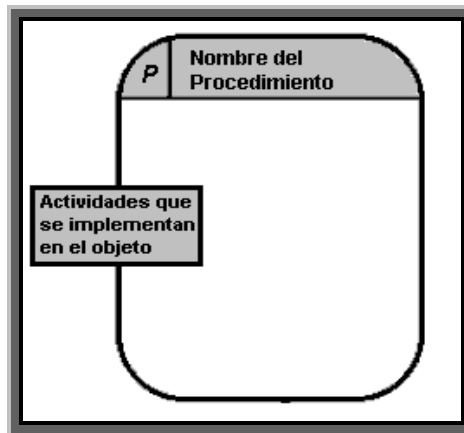 P
Nombre del
Procedimiento
Actividades que
se implementan
en el objeto